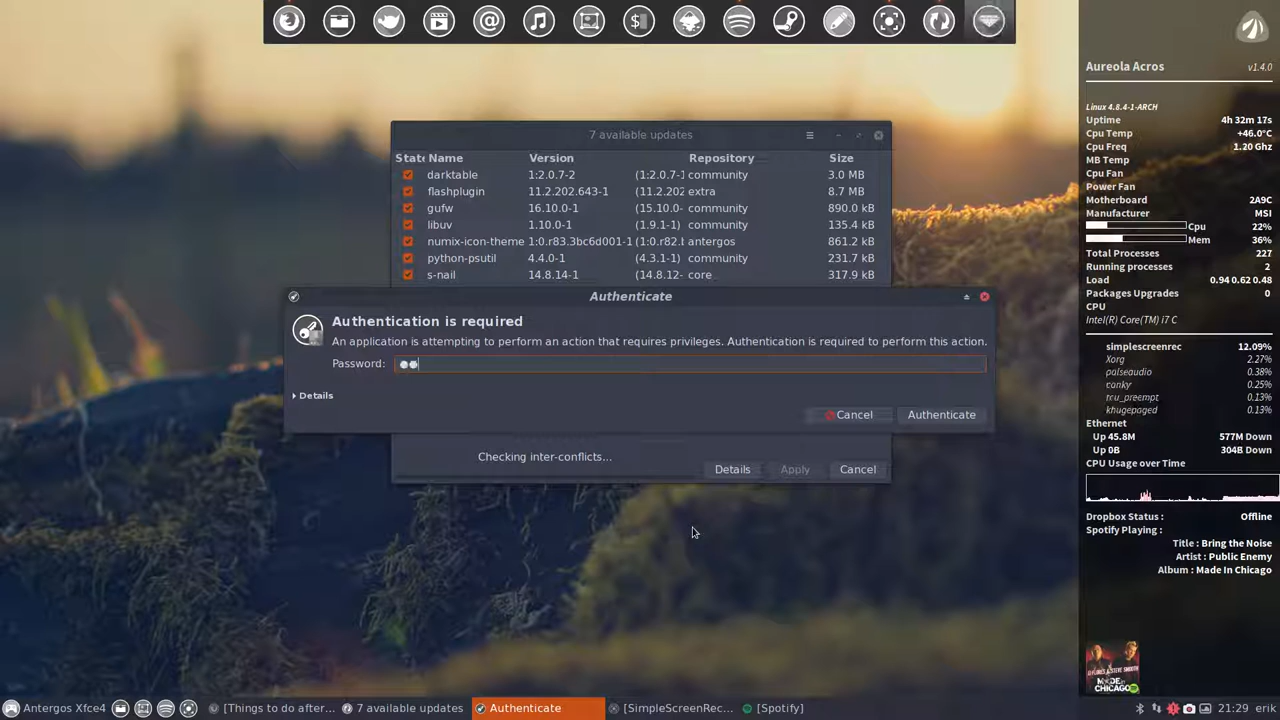 7 available updates
State Name Version Repository Size
darktable 1:2.0.7-2 (1:2.0.7-1 community 3.0 MB
flashplugin 11.2.202.643-1 (11.2.202 extra 8.7 MB
gufw 16.10.0-1 (15.10.0- community 890.0 kB
libuv 1.10.0-1 (1.9.1-1) community 135.4 kB
numix-icon-theme 1:0.r83.3bc6d001-1 (1:0.r82.l antergos 861.2 kB
python-psutil 4.4.0-1 (4.3.1-1) community 231.7 kB
s-nail 14.8.14-1 (14.8.12- core 317.9 kB
Authenticate
Authentication is required
An application is attempting to perform an action that requires privileges. Authentication is required to perform this action.
Password:
Details
Cancel Authenticate
Checking inter-conflicts...
Details Apply Cancel
Aureola Acros v1.4.0
Linux 4.8.4-1-ARCH
Uptime 4h 32m 17s
Cpu Temp +46.0°C
Cpu Freq 1.20 Ghz
MB Temp
Cpu Fan
Power Fan
Motherboard 2A9C
Manufacturer MSI
Cpu 22%
Mem 36%
Total Processes 227
Running processes 2
Load 0.94 0.62 0.48
Packages Upgrades 0
CPU
Intel(R) Core(TM) i7 C
simplescreenrec 12.09%
Xorg 2.27%
pulseaudio 0.38%
conky 0.25%
rcu_preempt 0.13%
khugepaged 0.13%
Ethernet
Up 45.8M 577M Down
Up 0B 304B Down
CPU Usage over Time
Dropbox Status : Offline
Spotify Playing :
Title : Bring the Noise
Artist : Public Enemy
Album : Made In Chicago
MADE IN
CHICAGO
Antergos Xfce4 [Things to do after... 7 available updates Authenticate [SimpleScreenRec... [Spotify] 21:29 erik